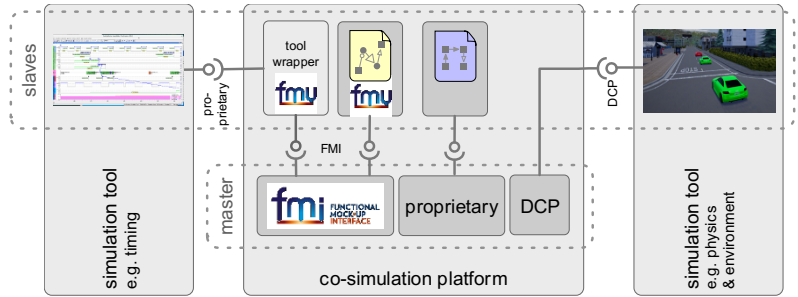 slaves
tool
wrapper
fmu
fmu
pro-
prietary
DCP
STOP
FMI
master
fmi FUNCTIONAL
MOCK-UP
INTERFACE
proprietary
DCP
simulation tool
e.g. timing
co-simulation platform
simulation tool
e.g. physics
& environment